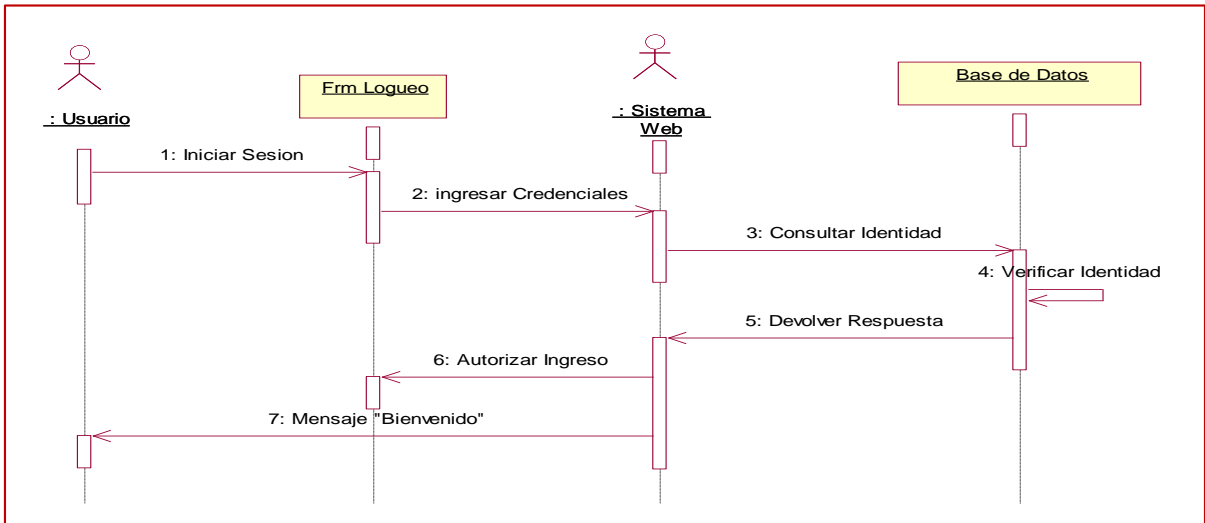 Frm Logueo
Base de Datos
: Usuario
: Sistema
Web
1: Iniciar Sesion
2: ingresar Credenciales
3: Consultar Identidad
4: Verificar Identidad
5: Devolver Respuesta
6: Autorizar Ingreso
7: Mensaje "Bienvenido"